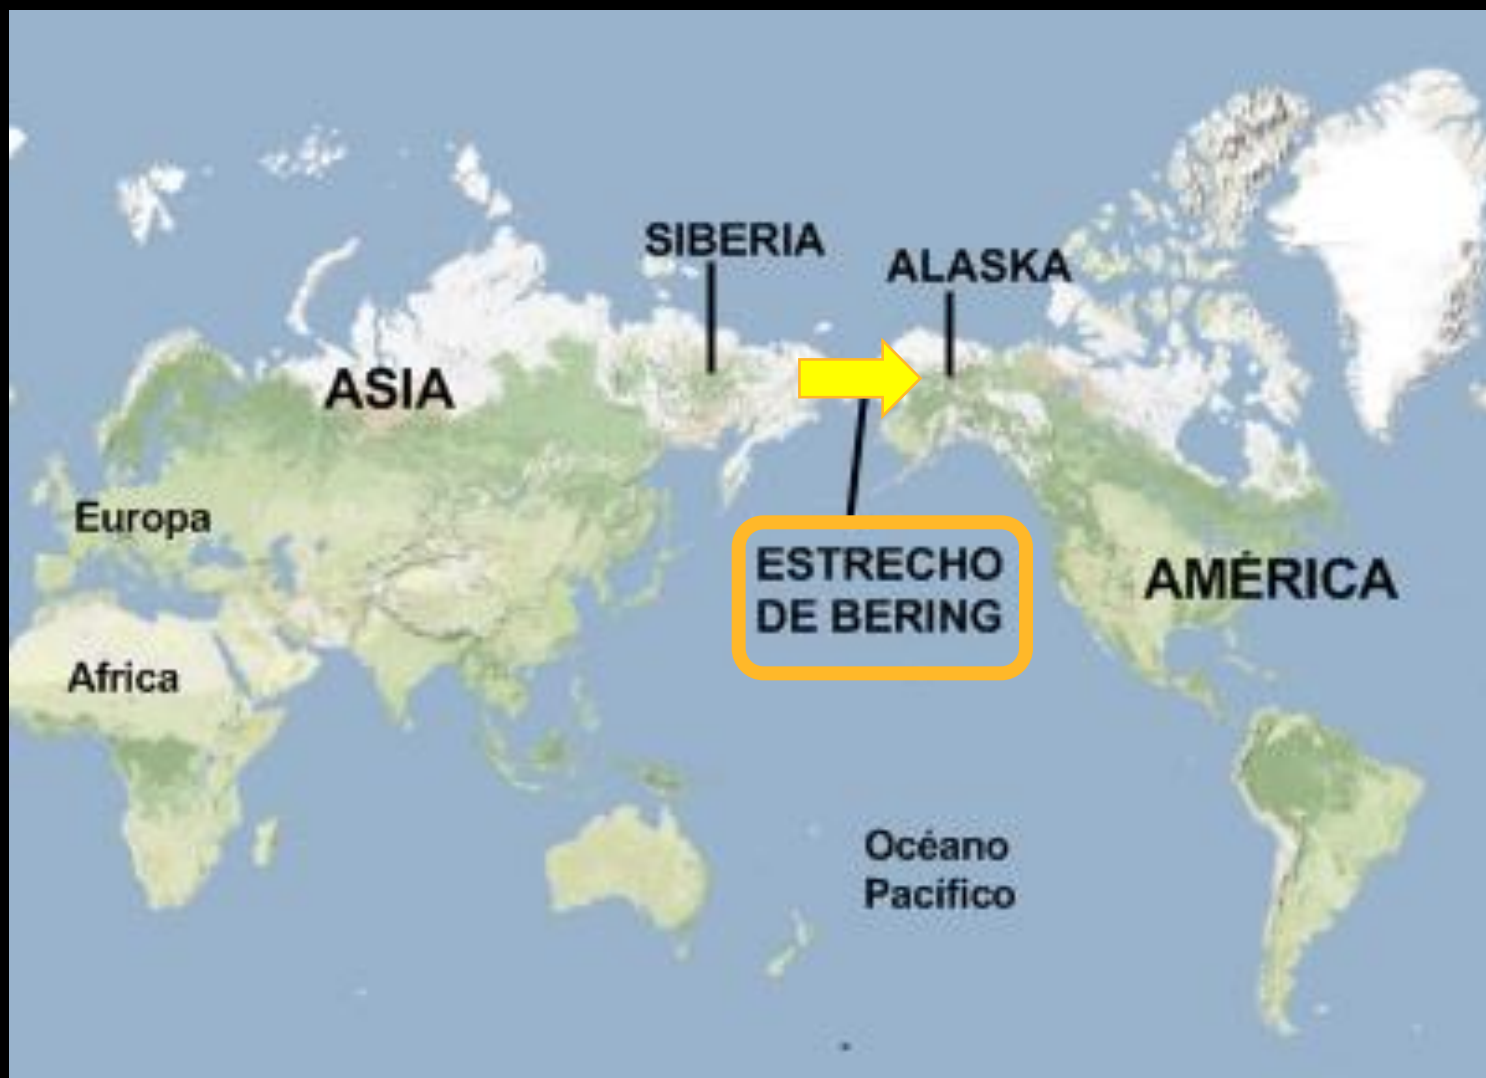 SIBERIA
ALASKA
ASIA
Europa
ESTRECHO
DE BERING
AMÉRICA
Africa
Océano
Pacífico